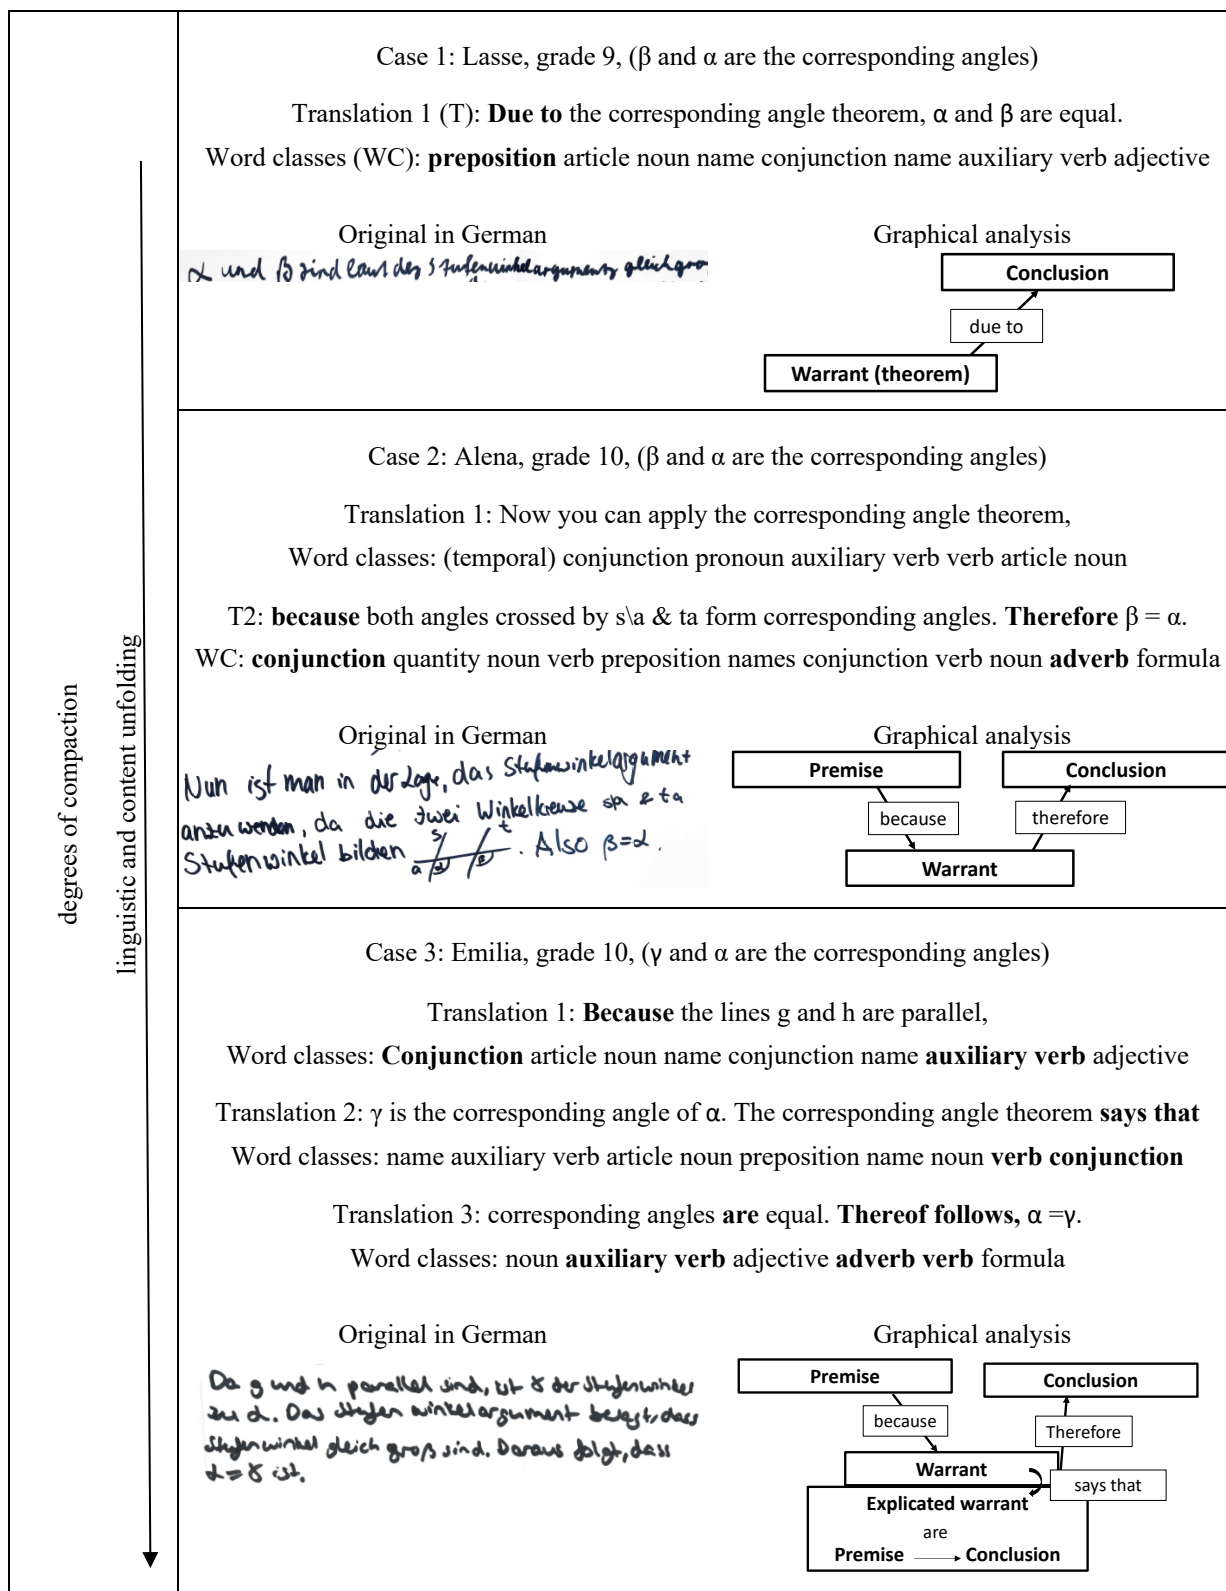 Case 1: Lasse, grade 9, (β and α are the corresponding angles)
Translation 1 (T): Due to the corresponding angle theorem, α and β are equal.
Word classes (WC): preposition article noun name conjunction name auxiliary verb adjective
Original in German
α und β sind laut des Stufenwinkelarguments gleichgro
Graphical analysis
Conclusion
due to
Warrant (theorem)
degrees of compaction
linguistic and content unfolding
Case 2: Alena, grade 10, (β and α are the corresponding angles)
Translation 1: Now you can apply the corresponding angle theorem,
Word classes: (temporal) conjunction pronoun auxiliary verb verb article noun
T2: because both angles crossed by s\a & ta form corresponding angles. Therefore β = α.
WC: conjunction quantity noun verb preposition names conjunction verb noun adverb formula
Original in German
Nun ist man in der Lage, das Stufenwinkelargument
anzuwenden, da die zwei Winkelkreuze sa & ta
Stufenwinkel bilden s t a α β . Also β=α.
Graphical analysis
Premise
Conclusion
because
therefore
Warrant
Case 3: Emilia, grade 10, (γ and α are the corresponding angles)
Translation 1: Because the lines g and h are parallel,
Word classes: Conjunction article noun name conjunction name auxiliary verb adjective
Translation 2: γ is the corresponding angle of α. The corresponding angle theorem says that
Word classes: name auxiliary verb article noun preposition name noun verb conjunction
Translation 3: corresponding angles are equal. Thereof follows, α =γ.
Word classes: noun auxiliary verb adjective adverb verb formula
Original in German
Da g und h parallel sind, ist γ der Stufenwinkel
zu α. Das Stufenwinkelargument besagt, dass
Stufenwinkel gleich groß sind. Daraus folgt, dass
α = γ ist.
Graphical analysis
Premise
Conclusion
because
Therefore
Warrant
says that
Explicated warrant
are
Premise
Conclusion